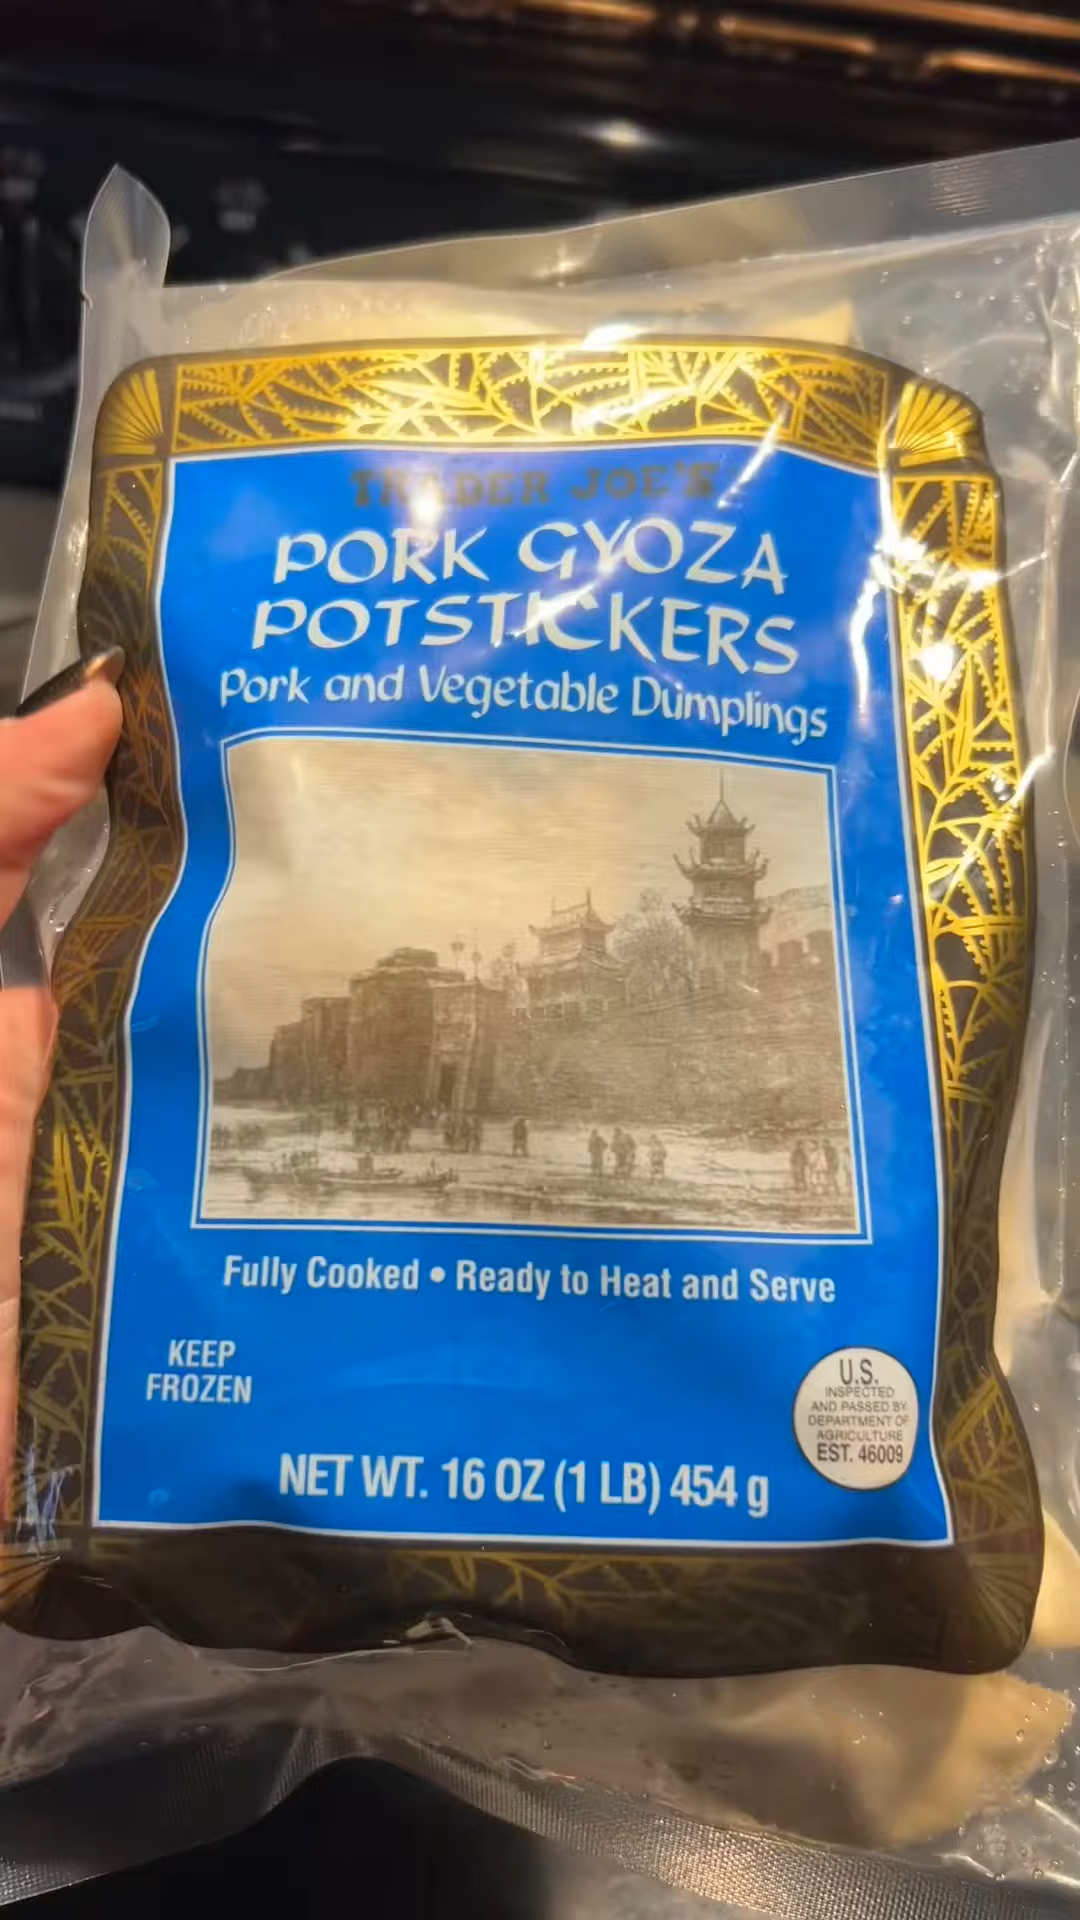 TRADER JOE'S
PORK GYOZA
POTSTICKERS
Pork and Vegetable Dumplings
Fully Cooked • Ready to Heat and Serve
KEEP
FROZEN
U.S.
INSPECTED
AND PASSED BY
DEPARTMENT OF
AGRICULTURE
EST. 46009
NET WT. 16 OZ (1 LB) 454 g